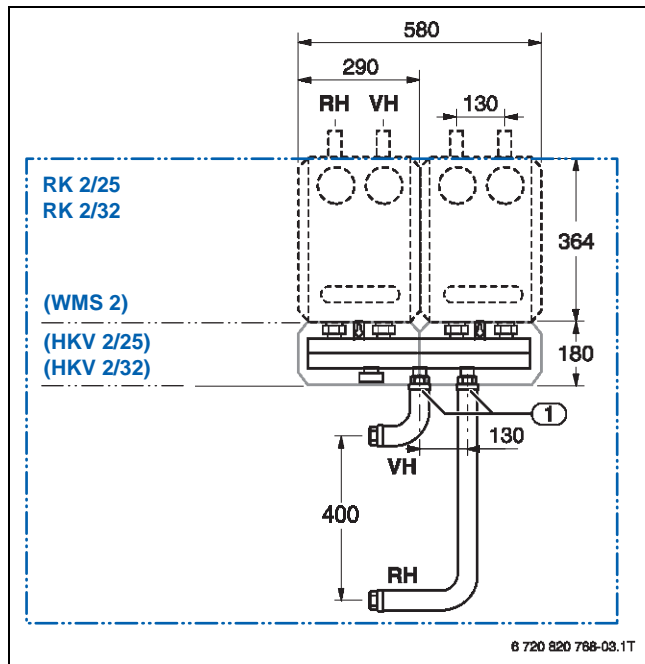 580
290
RH VH
130
RK 2/25
RK 2/32
364
(WMS 2)
(HKV 2/25)
(HKV 2/32)
180
1
130
VH
400
RH
6 720 820 768-03.1T